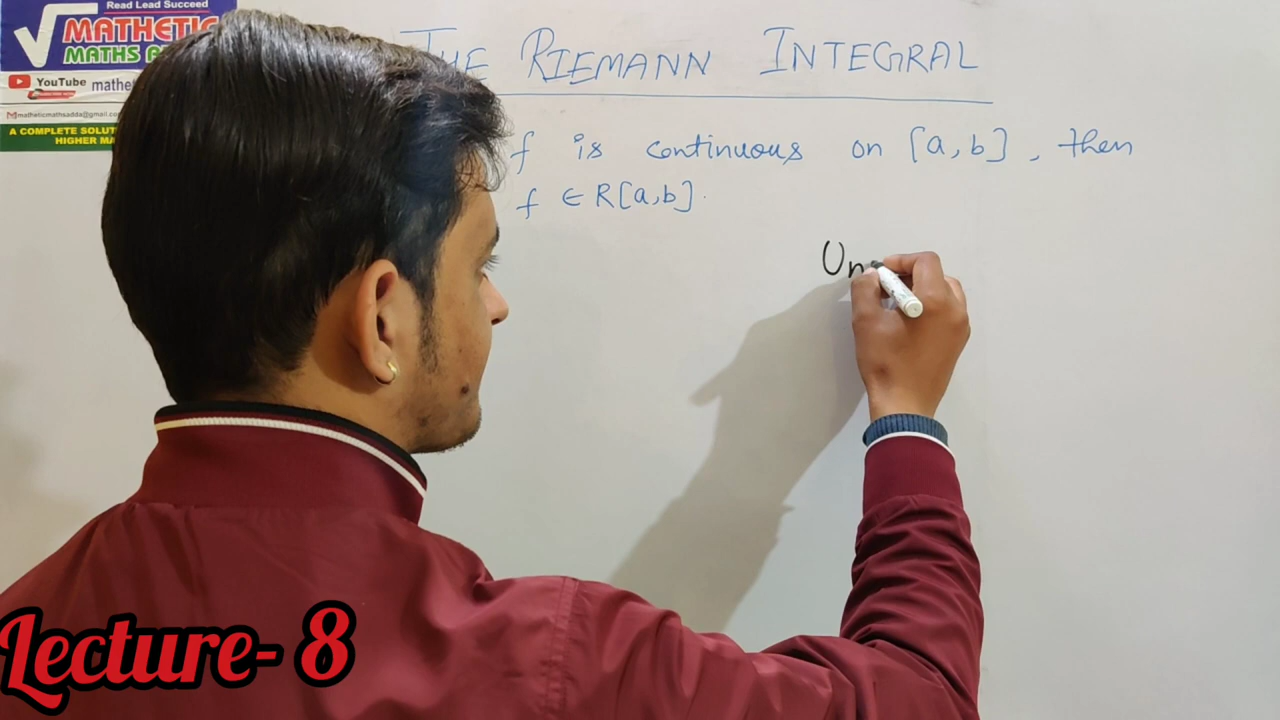 Read Lead Succeed
MATHETIC
MATHS A
YouTube mathe
matheticmathsadda@gmail.co
A COMPLETE SOLUT
HIGHER MA
THE RIEMANN INTEGRAL
f is continuous on [a, b], then
f ∈ R[a,b].
Un
Lecture- 8